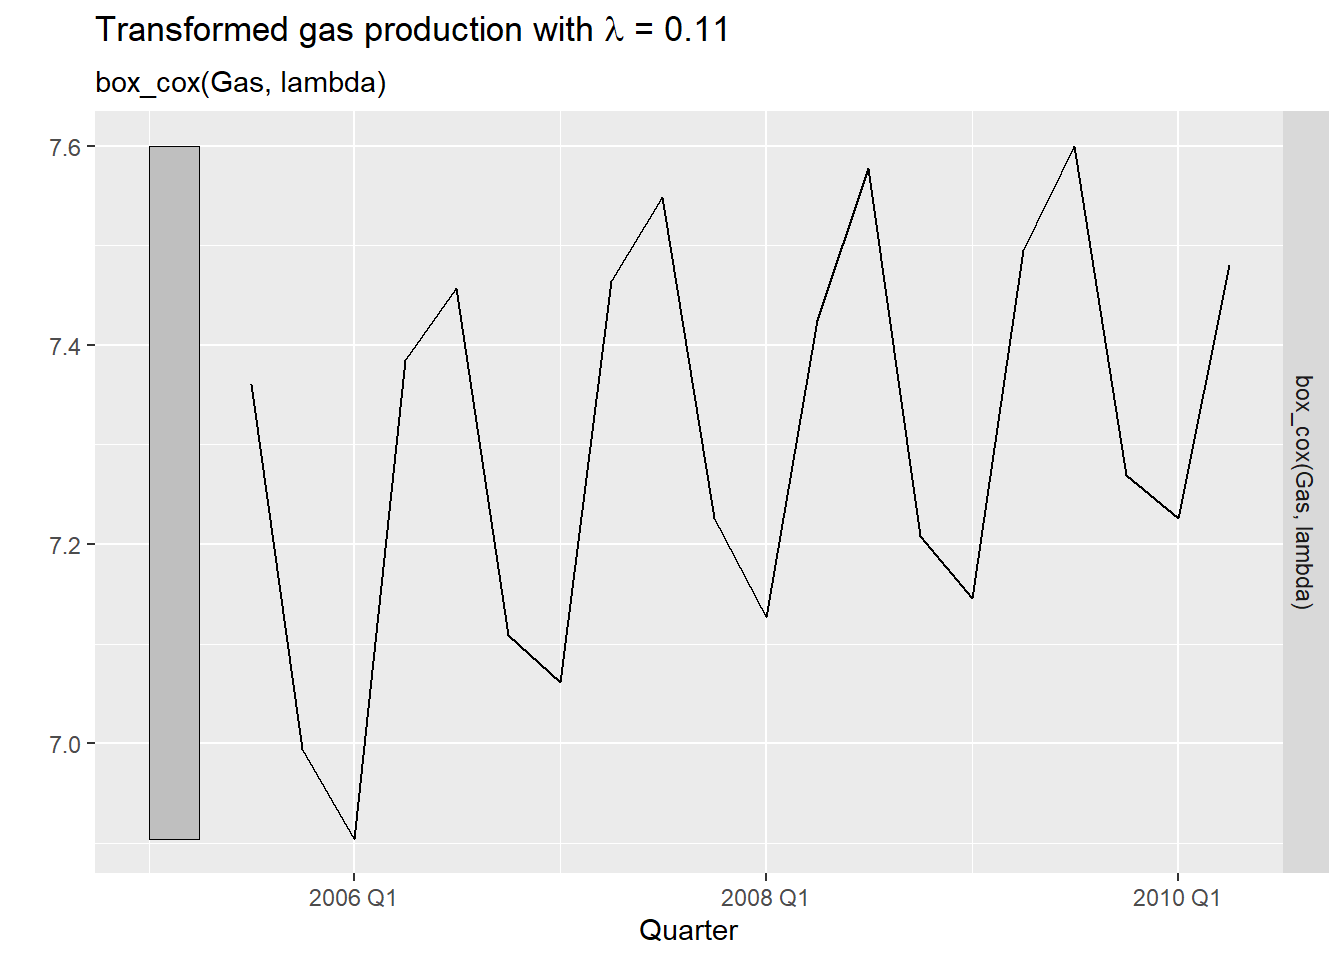 Transformed gas production with λ = 0.11
box_cox(Gas, lambda)
7.6
7.4
7.2
7.0
box_cox(Gas, lambda)
2006 Q1
2008 Q1
2010 Q1
Quarter